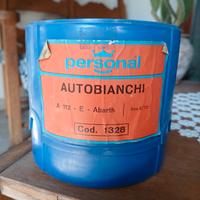 personal
AUTOBIANCHI
A 112 - E - Abarth
Cod. 1328